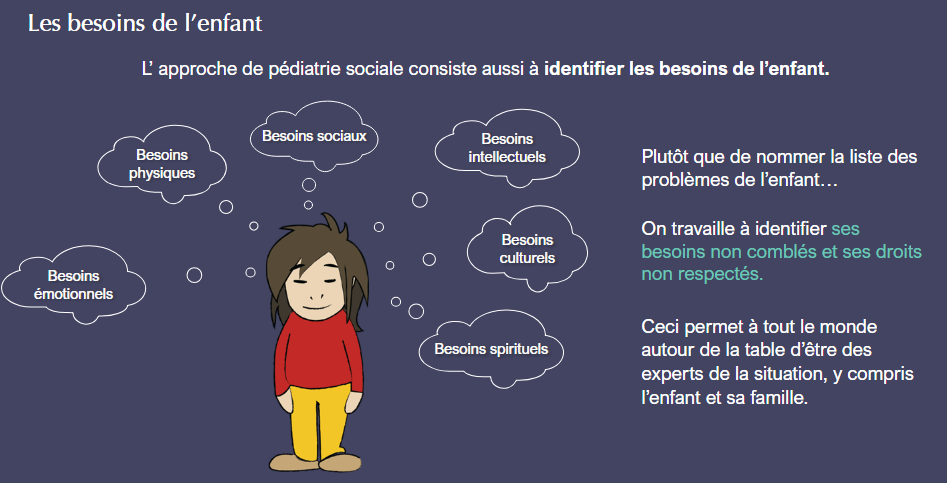 Les besoins de l’enfant
L’ approche de pédiatrie sociale consiste aussi à identifier les besoins de l’enfant.
Besoins sociaux
Besoins
physiques
Besoins
intellectuels
Besoins
culturels
Besoins
émotionnels
Besoins spirituels
Plutôt que de nommer la liste des
problèmes de l’enfant…
On travaille à identifier ses
besoins non comblés et ses droits
non respectés.
Ceci permet à tout le monde
autour de la table d’être des
experts de la situation, y compris
l’enfant et sa famille.